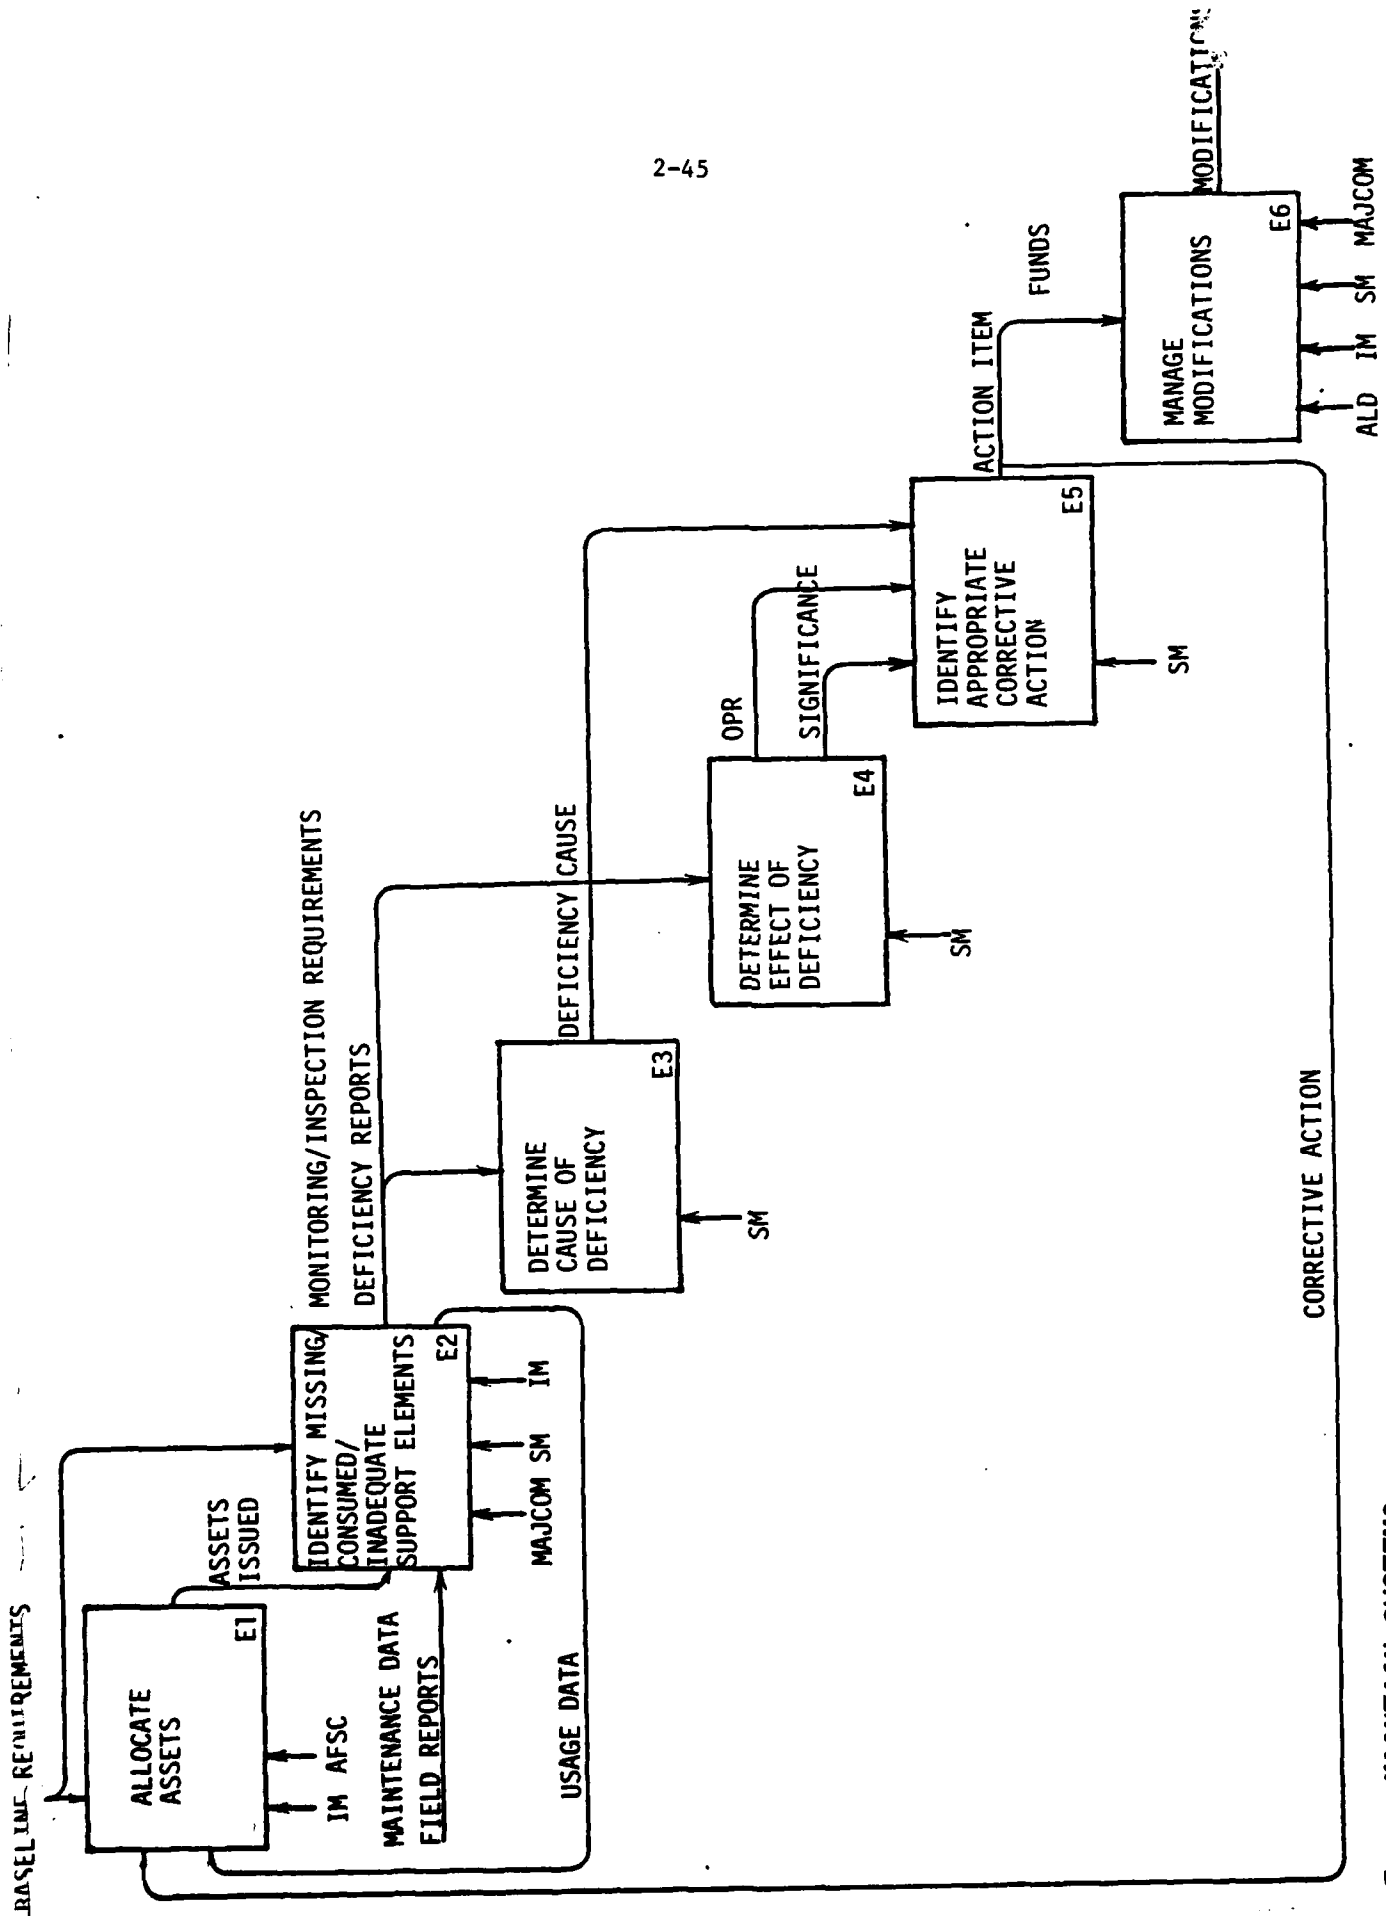 BASELINE REQUIREMENTS
ALLOCATE
ASSETS
E1
IM AFSC
ASSETS
ISSUED
MAINTENANCE DATA
FIELD REPORTS
IDENTIFY MISSING/
CONSUMED/
INADEQUATE
SUPPORT ELEMENTS
E2
MAJCOM SM IM
USAGE DATA
MONITORING/INSPECTION REQUIREMENTS
DEFICIENCY REPORTS
DETERMINE
CAUSE OF
DEFICIENCY
E3
SM
DEFICIENCY CAUSE
DETERMINE
EFFECT OF
DEFICIENCY
E4
SM
OPR
SIGNIFICANCE
IDENTIFY
APPROPRIATE
CORRECTIVE
ACTION
E5
SM
ACTION ITEM
FUNDS
MANAGE
MODIFICATIONS
E6
ALD IM SM MAJCOM
MODIFICATIONS
CORRECTIVE ACTION
2-45